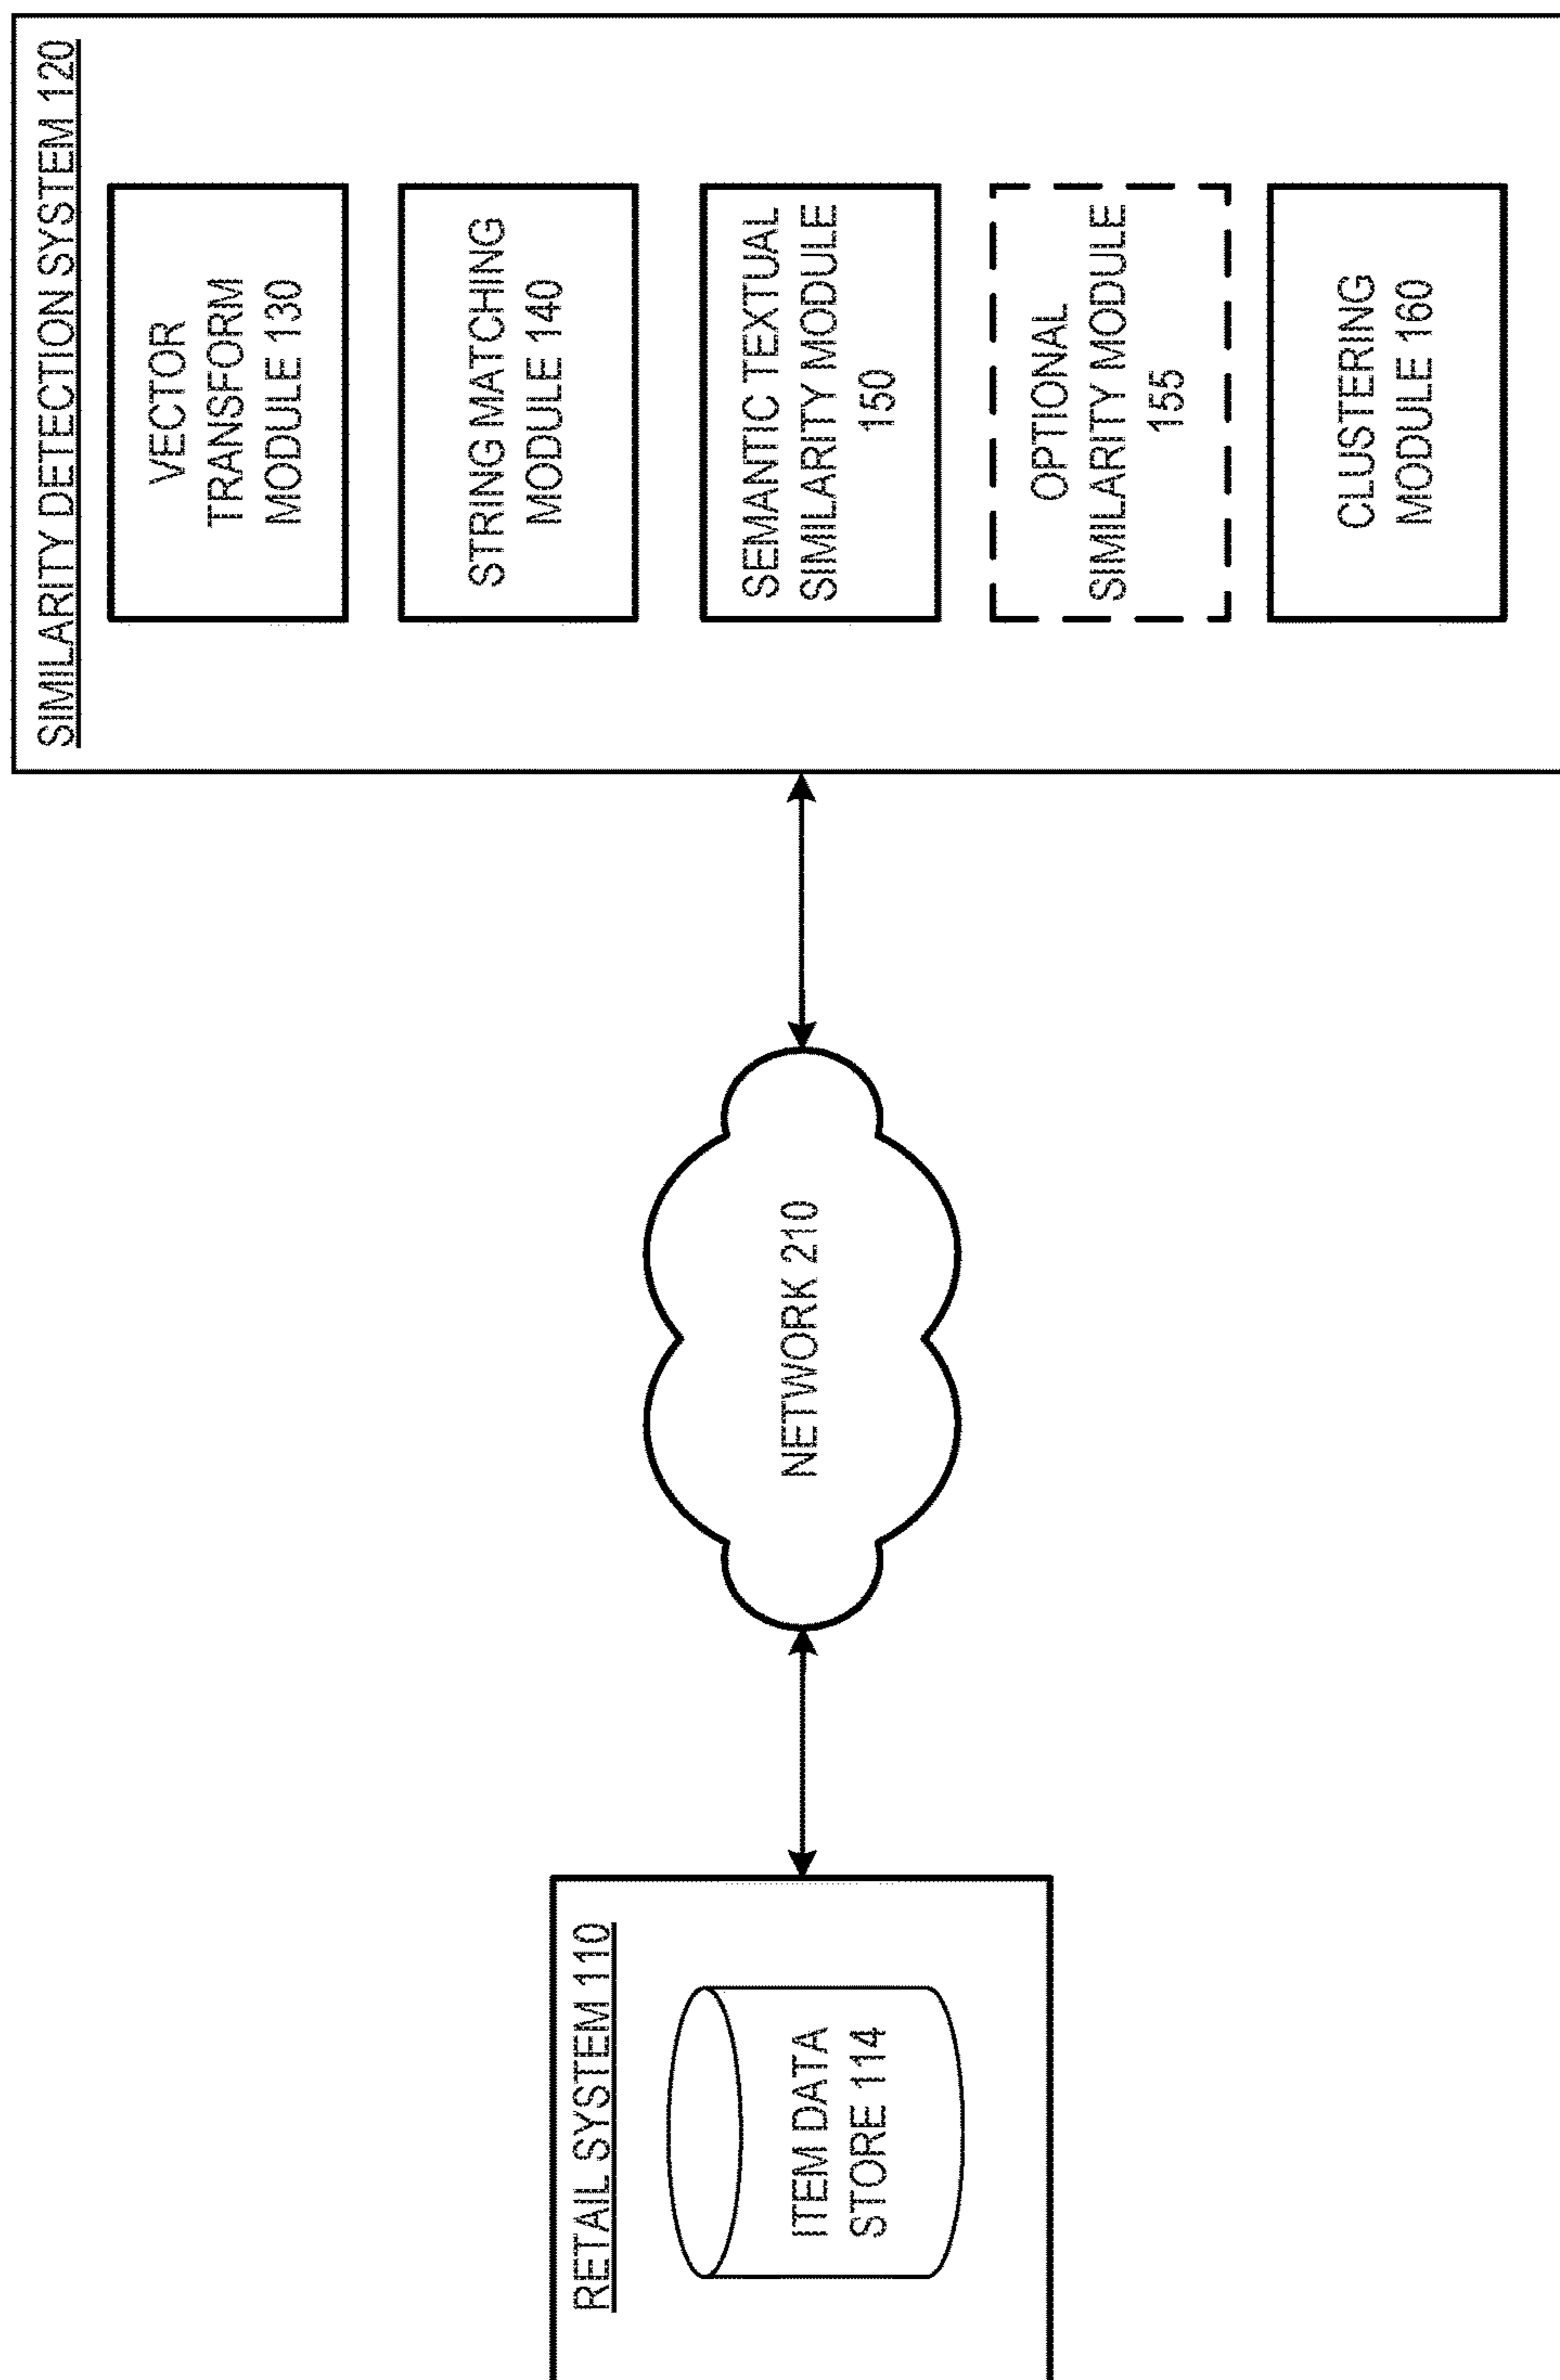 RETAIL SYSTEM 110
ITEM DATA
STORE 114
NETWORK 210
SIMILARITY DETECTION SYSTEM 120
VECTOR
TRANSFORM
MODULE 130
STRING MATCHING
MODULE 140
SEMANTIC TEXTUAL
SIMILARITY MODULE
150
OPTIONAL
SIMILARITY MODULE
155
CLUSTERING
MODULE 160